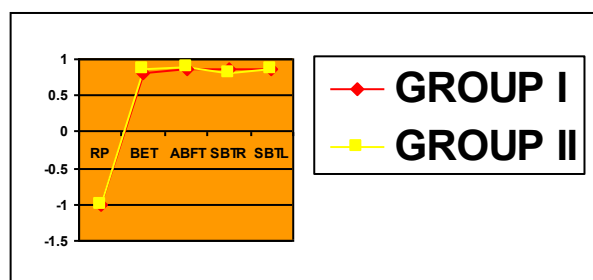 1
0.5
0
RP BET ABFT SBTR SBTL
-0.5
-1
-1.5
GROUP I
GROUP II